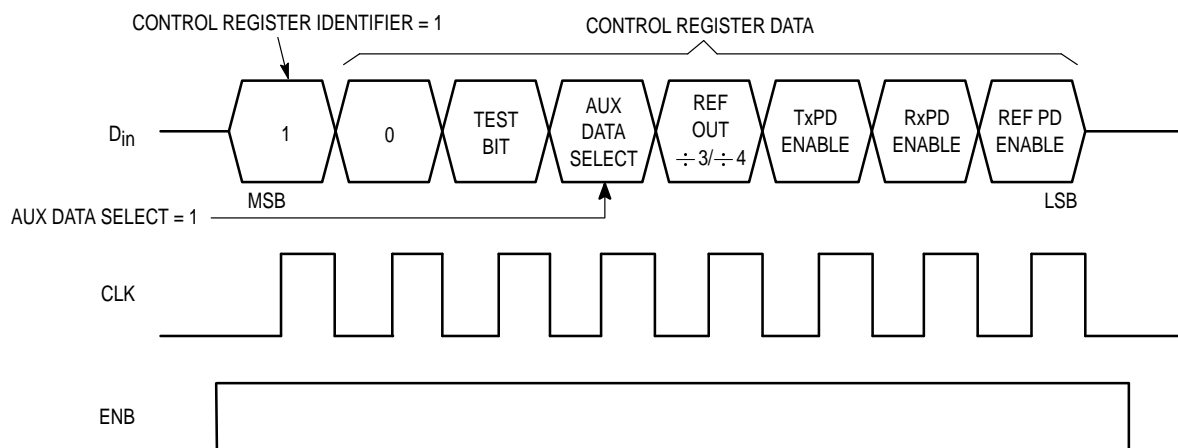 CONTROL REGISTER IDENTIFIER = 1
CONTROL REGISTER DATA
Din
1
0
TEST
BIT
AUX
DATA
SELECT
REF
OUT
÷3/÷4
TxPD
ENABLE
RxPD
ENABLE
REF PD
ENABLE
MSB
LSB
AUX DATA SELECT = 1
CLK
ENB